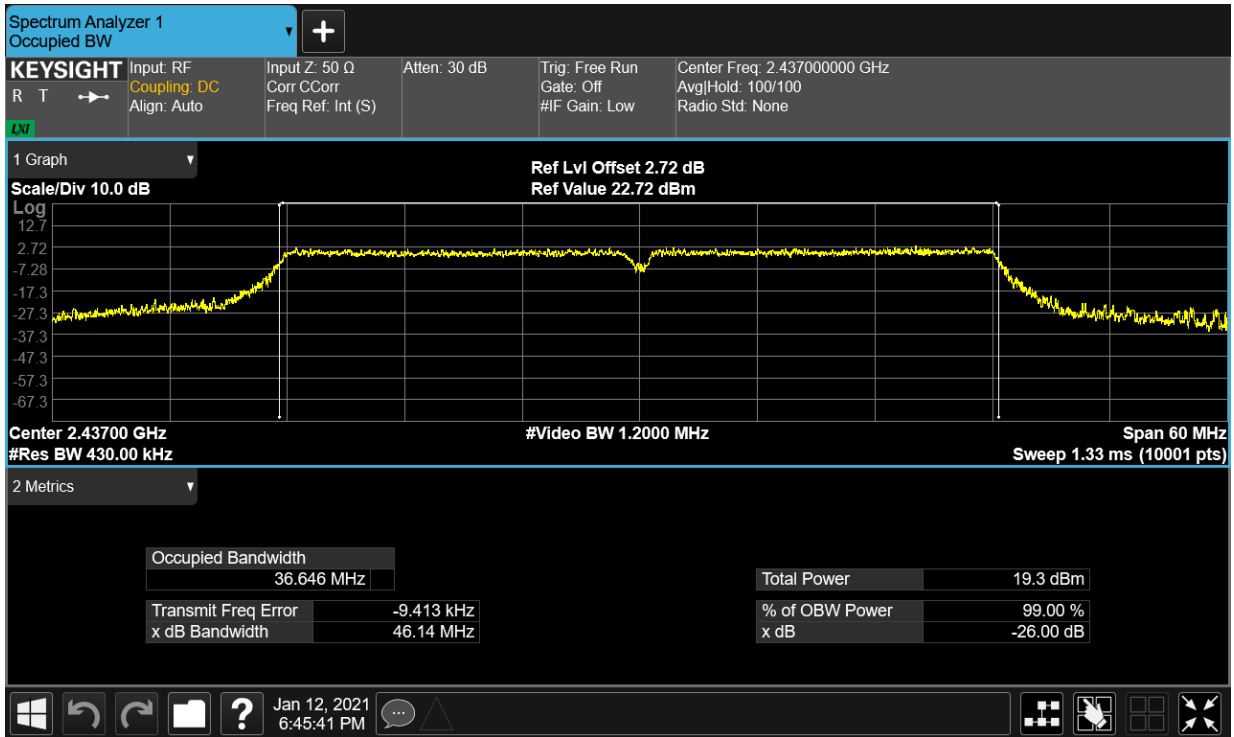 Spectrum Analyzer 1
Occupied BW
KEYSIGHT
R T
LXI
Input: RF
Coupling: DC
Align: Auto
Input Z: 50 Ω
Corr CCorr
Freq Ref: Int (S)
Atten: 30 dB
Trig: Free Run
Gate: Off
#IF Gain: Low
Center Freq: 2.437000000 GHz
Avg|Hold: 100/100
Radio Std: None
1 Graph
Scale/Div 10.0 dB
Ref Lvl Offset 2.72 dB
Ref Value 22.72 dBm
Log
12.7
2.72
-7.28
-17.3
-27.3
-37.3
-47.3
-57.3
-67.3
Center 2.43700 GHz
#Video BW 1.2000 MHz
Span 60 MHz
#Res BW 430.00 kHz
Sweep 1.33 ms (10001 pts)
2 Metrics
Occupied Bandwidth
36.646 MHz
Transmit Freq Error -9.413 kHz
x dB Bandwidth 46.14 MHz
Total Power 19.3 dBm
% of OBW Power 99.00 %
x dB -26.00 dB
?
Jan 12, 2021
6:45:41 PM